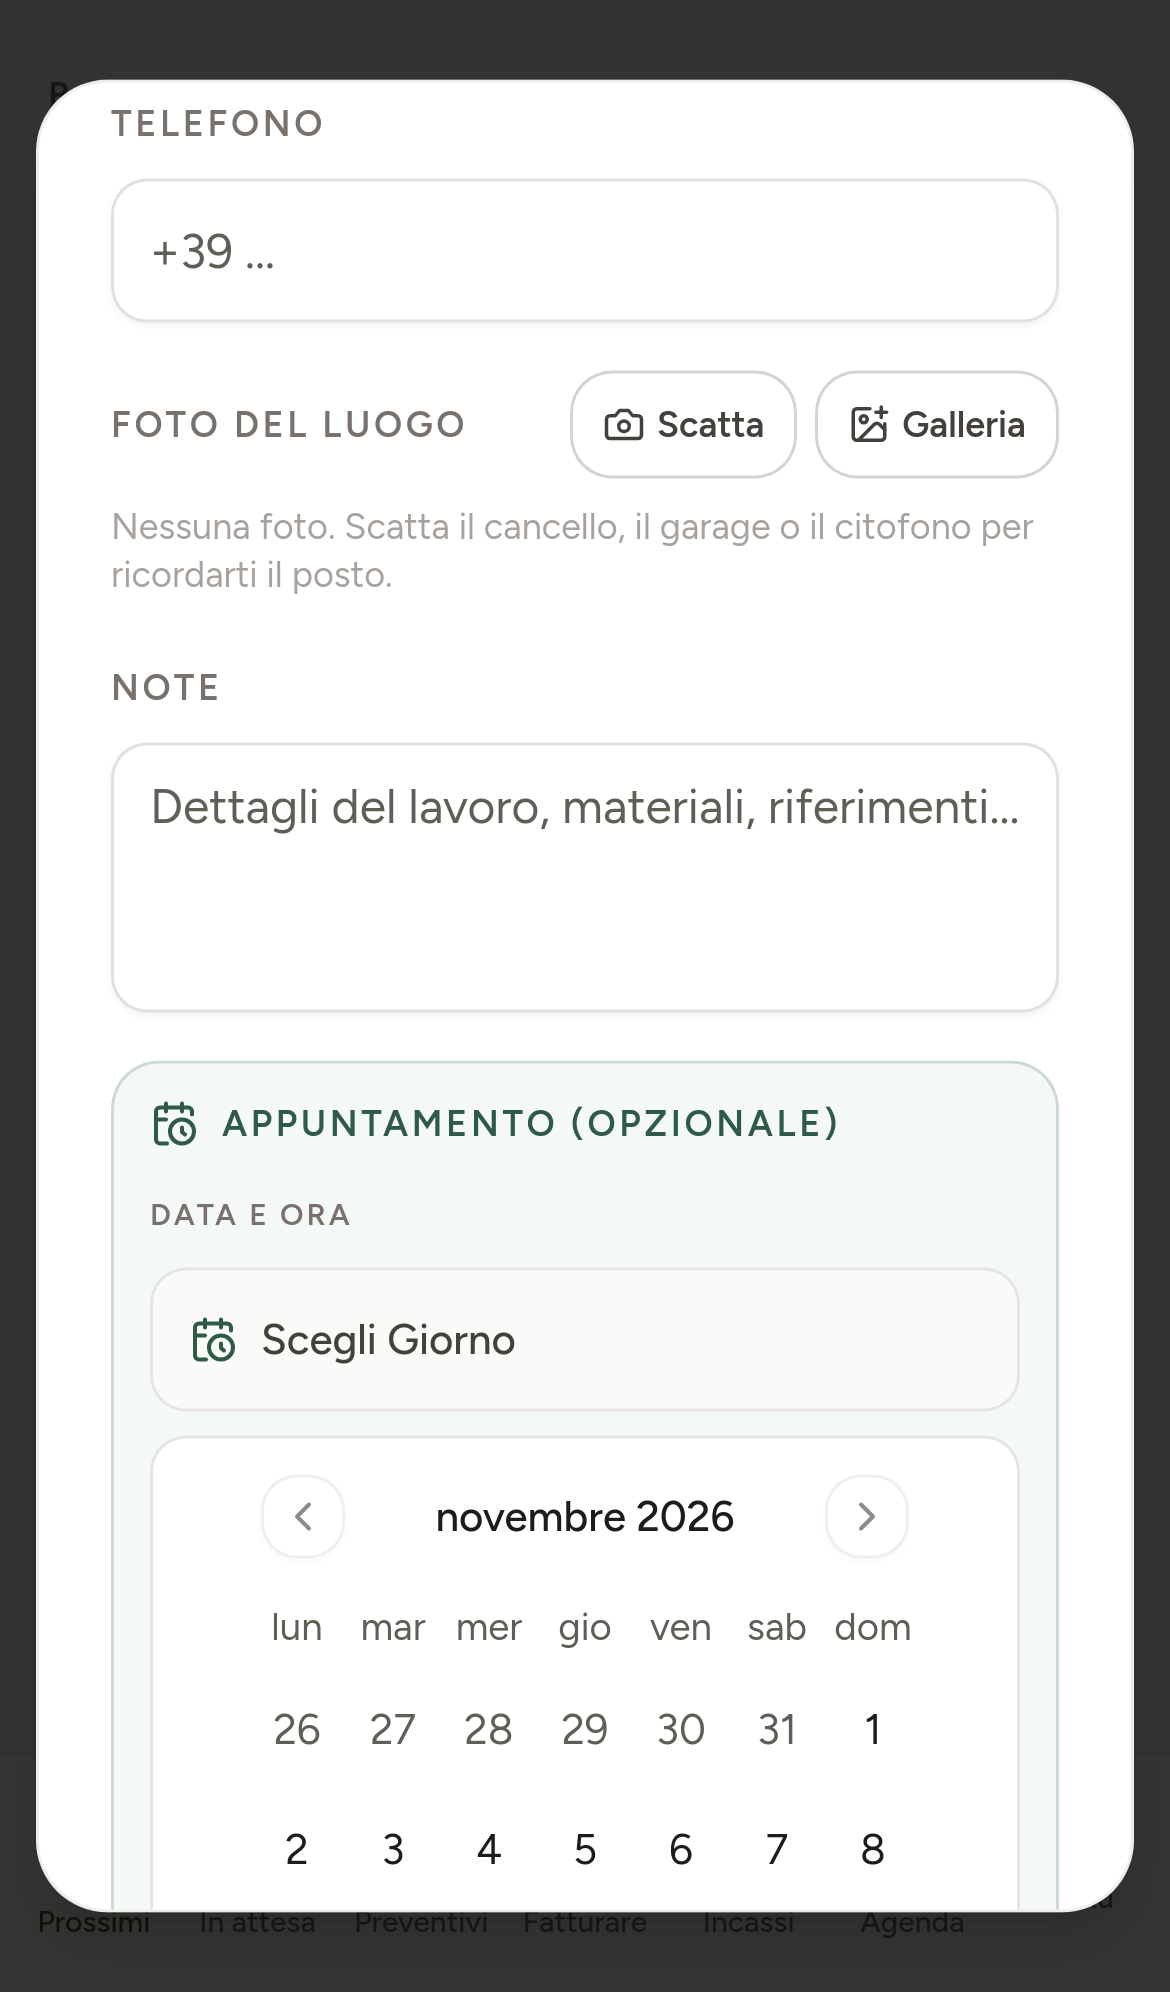 TELEFONO
+39 ...
FOTO DEL LUOGO
Scatta
Galleria
Nessuna foto. Scatta il cancello, il garage o il citofono per
ricordarti il posto.
NOTE
Dettagli del lavoro, materiali, riferimenti...
APPUNTAMENTO (OPZIONALE)
DATA E ORA
Scegli Giorno
novembre 2026
lun mar mer gio ven sab dom
26 27 28 29 30 31 1
2 3 4 5 6 7 8
Prossimi In attesa Preventivi Fatturare Incassi Agenda